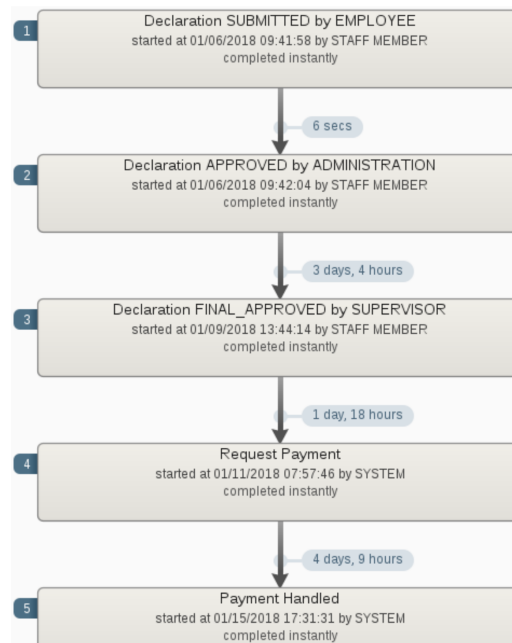 1
Declaration SUBMITTED by EMPLOYEE
started at 01/06/2018 09:41:58 by STAFF MEMBER
completed instantly
6 secs
2
Declaration APPROVED by ADMINISTRATION
started at 01/06/2018 09:42:04 by STAFF MEMBER
completed instantly
3 days, 4 hours
3
Declaration FINAL_APPROVED by SUPERVISOR
started at 01/09/2018 13:44:14 by STAFF MEMBER
completed instantly
1 day, 18 hours
4
Request Payment
started at 01/11/2018 07:57:46 by SYSTEM
completed instantly
4 days, 9 hours
5
Payment Handled
started at 01/15/2018 17:31:31 by SYSTEM
completed instantly